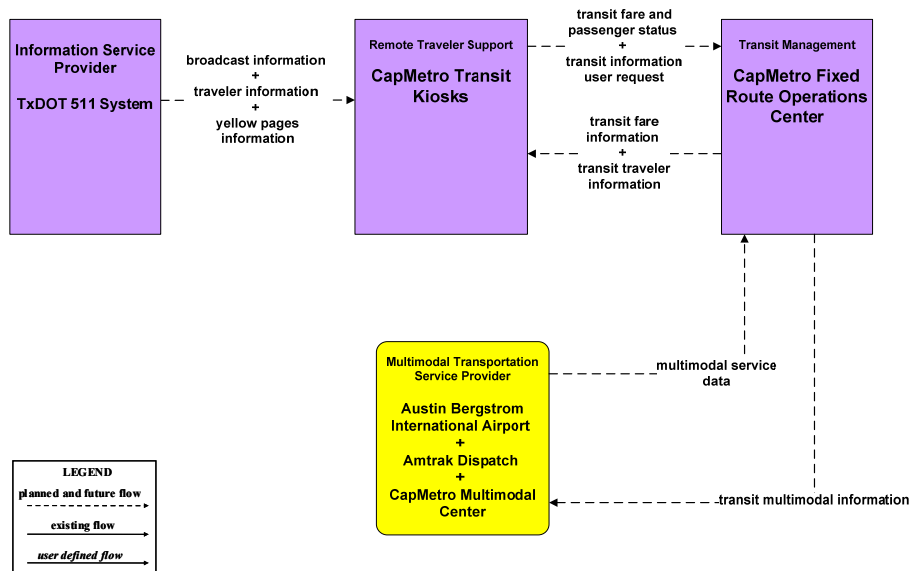 Information Service
Provider
TxDOT 511 System
broadcast information
+
traveler information
+
yellow pages
information
Remote Traveler Support
CapMetro Transit
Kiosks
transit fare and
passenger status
+
transit information
user request
transit fare
information
+
transit traveler
information
Transit Management
CapMetro Fixed
Route Operations
Center
Multimodal Transportation
Service Provider
Austin Bergstrom
International Airport
+
Amtrak Dispatch
+
CapMetro Multimodal
Center
multimodal service
data
transit multimodal information
LEGEND
planned and future flow
existing flow
user defined flow